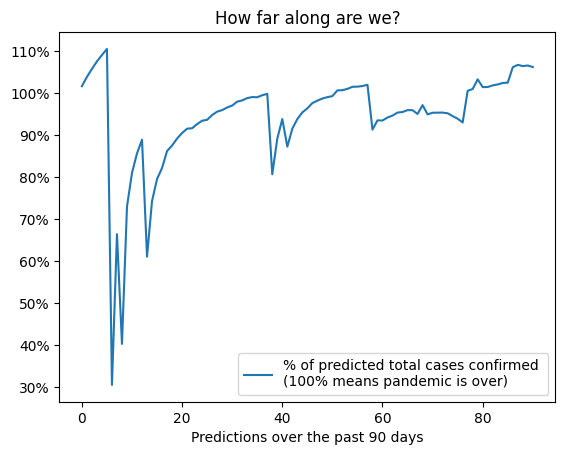 How far along are we?
110%
100%
90%
80%
70%
60%
50%
40%
30%
% of predicted total cases confirmed
(100% means pandemic is over)
0 20 40 60 80
Predictions over the past 90 days